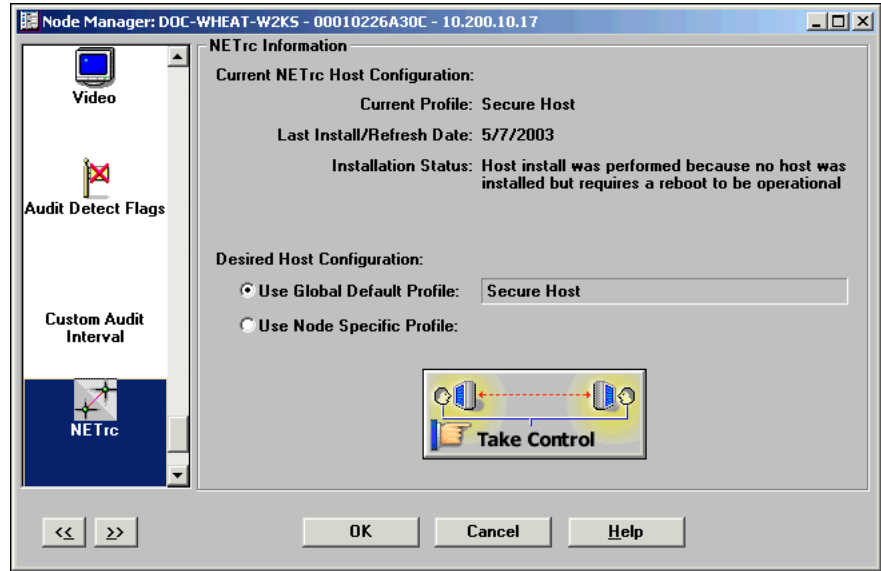 Node Manager: DOC-WHEAT-W2KS - 00010226A30C - 10.200.10.17
Video
Audit Detect Flags
Custom Audit
Interval
NETrc
NETrc Information
Current NETrc Host Configuration:
Current Profile: Secure Host
Last Install/Refresh Date: 5/7/2003
Installation Status: Host install was performed because no host was
installed but requires a reboot to be operational
Desired Host Configuration:
Use Global Default Profile: Secure Host
Use Node Specific Profile:
Take Control
<< >> OK Cancel Help